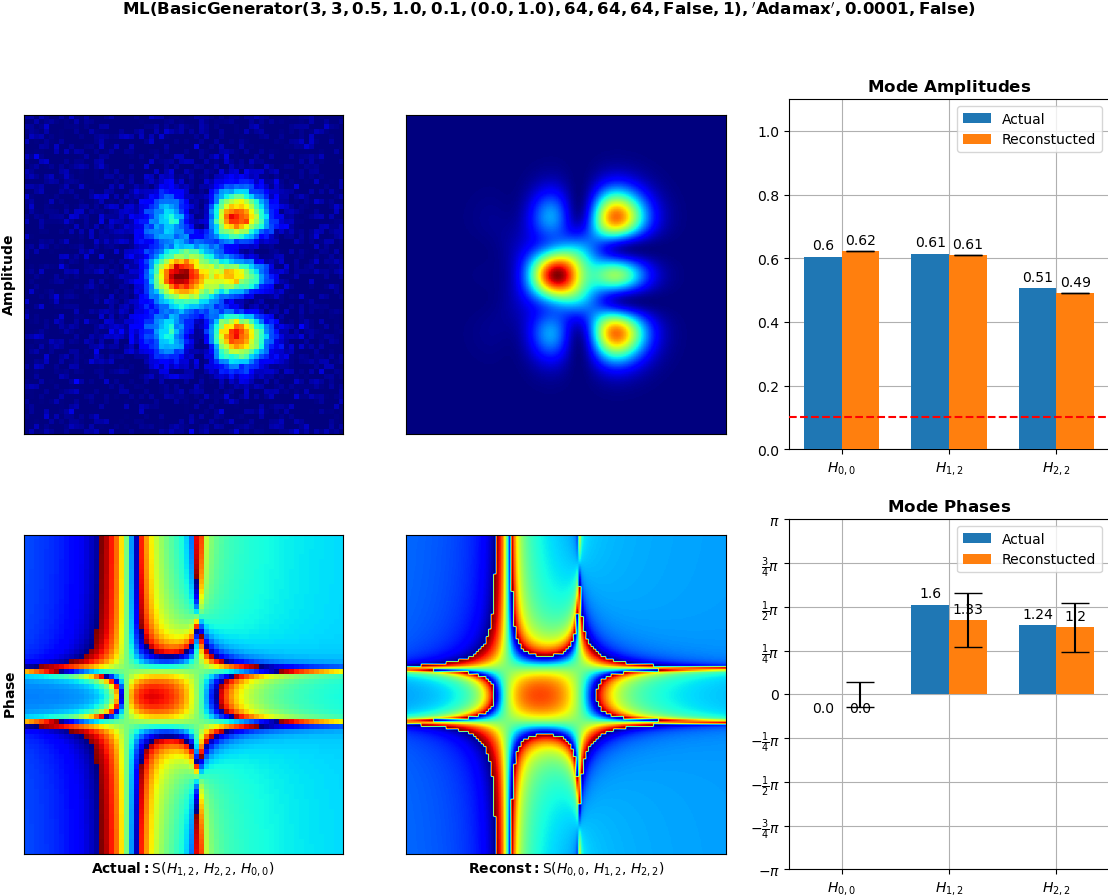 ML(BasicGenerator(3, 3, 0.5, 1.0, 0.1, (0.0, 1.0), 64, 64, 64, False, 1), ′Adamax′, 0.0001, False)
Amplitude
Mode Amplitudes
Actual
Reconstucted
1.0
0.8
0.6
0.4
0.2
0.0
0.6
0.62
0.61
0.61
0.51
0.49
H0,0
H1,2
H2,2
Phase
Actual: S(H1,2, H2,2, H0,0)
Reconst: S(H0,0, H1,2, H2,2)
Mode Phases
Actual
Reconstucted
π
3/4π
1/2π
1/4π
0
−1/4π
−1/2π
−3/4π
−π
0.0
0.0
1.6
1.33
1.24
1.2
H0,0
H1,2
H2,2